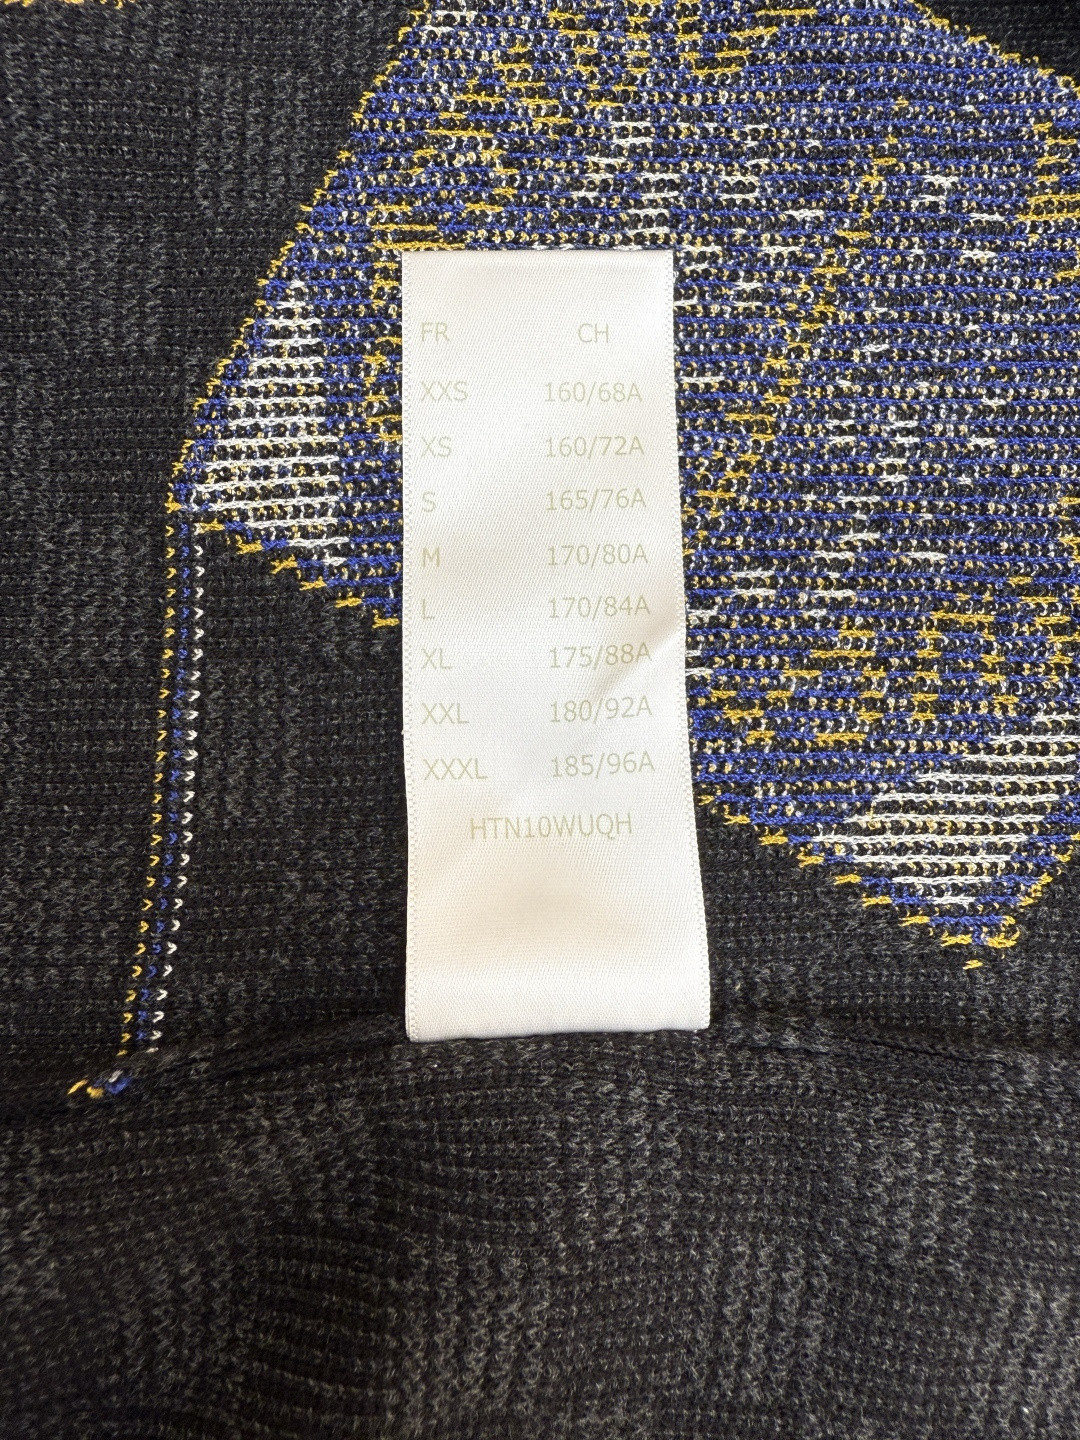 FR CH
XXS 160/68A
XS 160/72A
S 165/76A
M 170/80A
L 170/84A
XL 175/88A
XXL 180/92A
XXXL 185/96A
HTN10WUQH